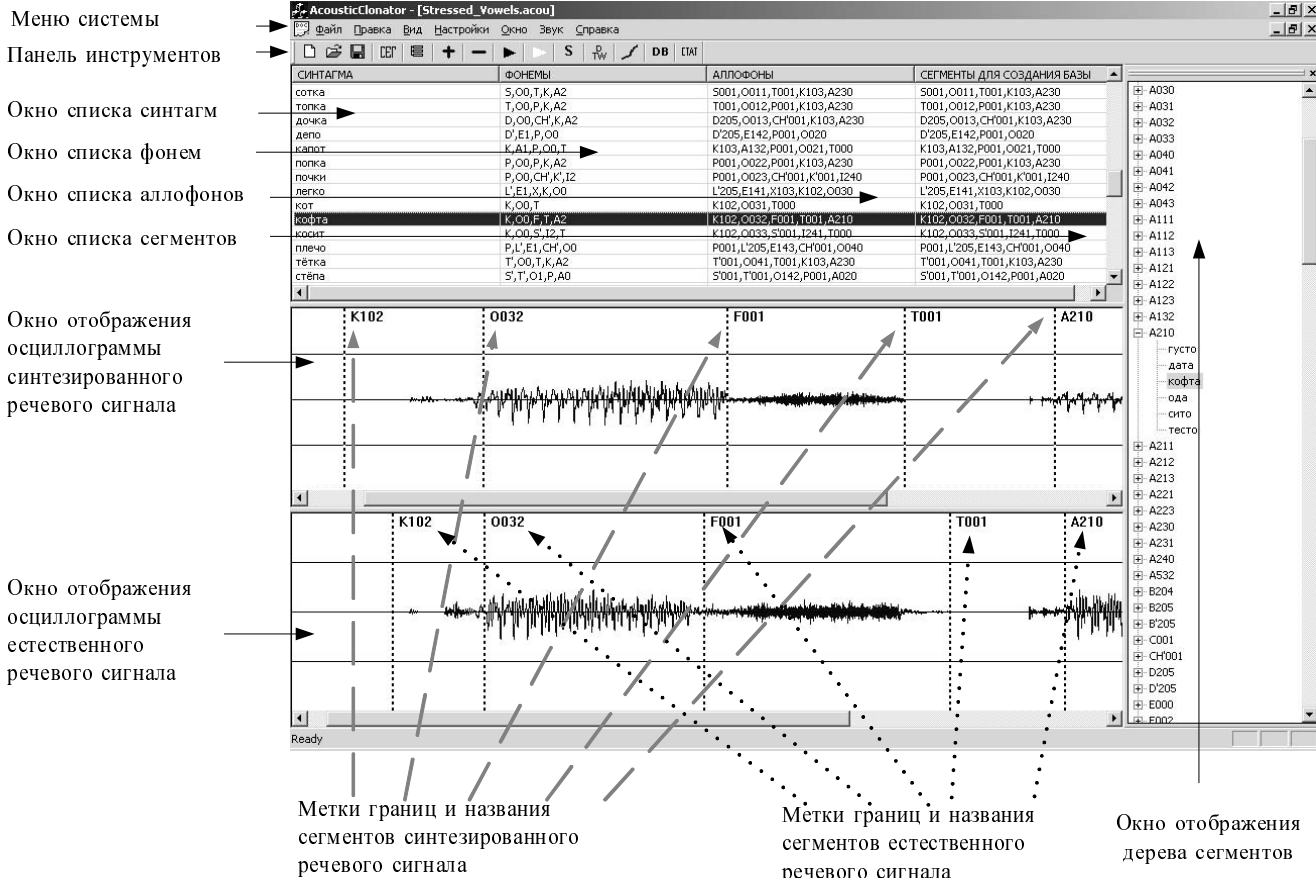 Меню системы
Панель инструментов
Окно списка синтагм
Окно списка фонем
Окно списка аллофонов
Окно списка сегментов
Окно отображения
осциллограммы
синтезированного
речевого сигнала
Окно отображения
осциллограммы
естественного
речевого сигнала
AcousticClonator - [Stressed_Vowels.acou]
Файл Правка Вид Настройки Окно Звук Справка
СЕГ S D TW DB СТАТ
СИНТАГМА ФОНЕМЫ АЛЛОФОНЫ СЕГМЕНТЫ ДЛЯ СОЗДАНИЯ БАЗЫ
сотка S,O0,T,K,A2 S001,O011,T001,K103,A230 S001,O011,T001,K103,A230
топка T,O0,P,K,A2 T001,O012,P001,K103,A230 T001,O012,P001,K103,A230
дочка D,O0,CH',K,A2 D205,O013,CH'001,K103,A230 D205,O013,CH'001,K103,A230
депо D',E1,P,O0 D'205,E142,P001,O020 D'205,E142,P001,O020
капот K,A1,P,O0,T K103,A132,P001,O021,T000 K103,A132,P001,O021,T000
попка P,O0,P,K,A2 P001,O022,P001,K103,A230 P001,O022,P001,K103,A230
почки P,O0,CH',K',I2 P001,O023,CH'001,K'001,I240 P001,O023,CH'001,K'001,I240
легко L',E1,X,K,O0 L'205,E141,X103,K102,O030 L'205,E141,X103,K102,O030
кот K,O0,T K102,O031,T000 K102,O031,T000
кофта K,O0,F,T,A2 K102,O032,F001,T001,A210 K102,O032,F001,T001,A210
косит K,O0,S',I2,T K102,O033,S'001,I241,T000 K102,O033,S'001,I241,T000
плечо P,L',E1,CH',O0 P001,L'205,E143,CH'001,O040 P001,L'205,E143,CH'001,O040
тётка T',O0,T,K,A2 T'001,O041,T001,K103,A230 T'001,O041,T001,K103,A230
стёпа S',T',O1,P,A0 S'001,T'001,O142,P001,A020 S'001,T'001,O142,P001,A020
K102 O032 F001 T001 A210
K102 O032 F001 T001 A210
Ready
A030
A031
A032
A033
A040
A041
A042
A043
A111
A112
A113
A121
A122
A123
A132
A210
густо
дата
кофта
ода
сито
тесто
A211
A212
A213
A221
A223
A230
A231
A240
A532
B204
B205
B'205
C001
CH'001
D205
D'205
E000
E002
Метки границ и названия
сегментов синтезированного
речевого сигнала
Метки границ и названия
сегментов естественного
речевого сигнала
Окно отображения
дерева сегментов